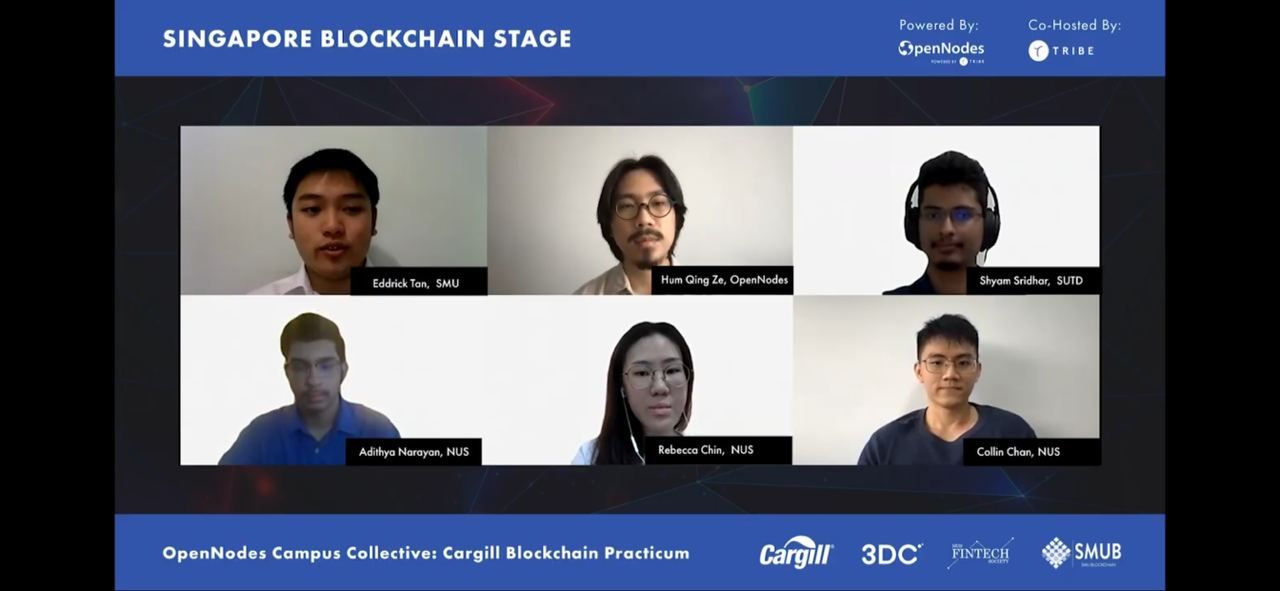 SINGAPORE BLOCKCHAIN STAGE
Powered By:
OpenNodes
POWERED BY TRIBE
Co-Hosted By:
TRIBE
Eddrick Tan, SMU
Hum Qing Ze, OpenNodes
Shyam Sridhar, SUTD
Adithya Narayan, NUS
Rebecca Chin, NUS
Collin Chan, NUS
OpenNodes Campus Collective: Cargill Blockchain Practicum
Cargill®
3DC
FINTECH
SOCIETY
SMUB
SMU BLOCKCHAIN